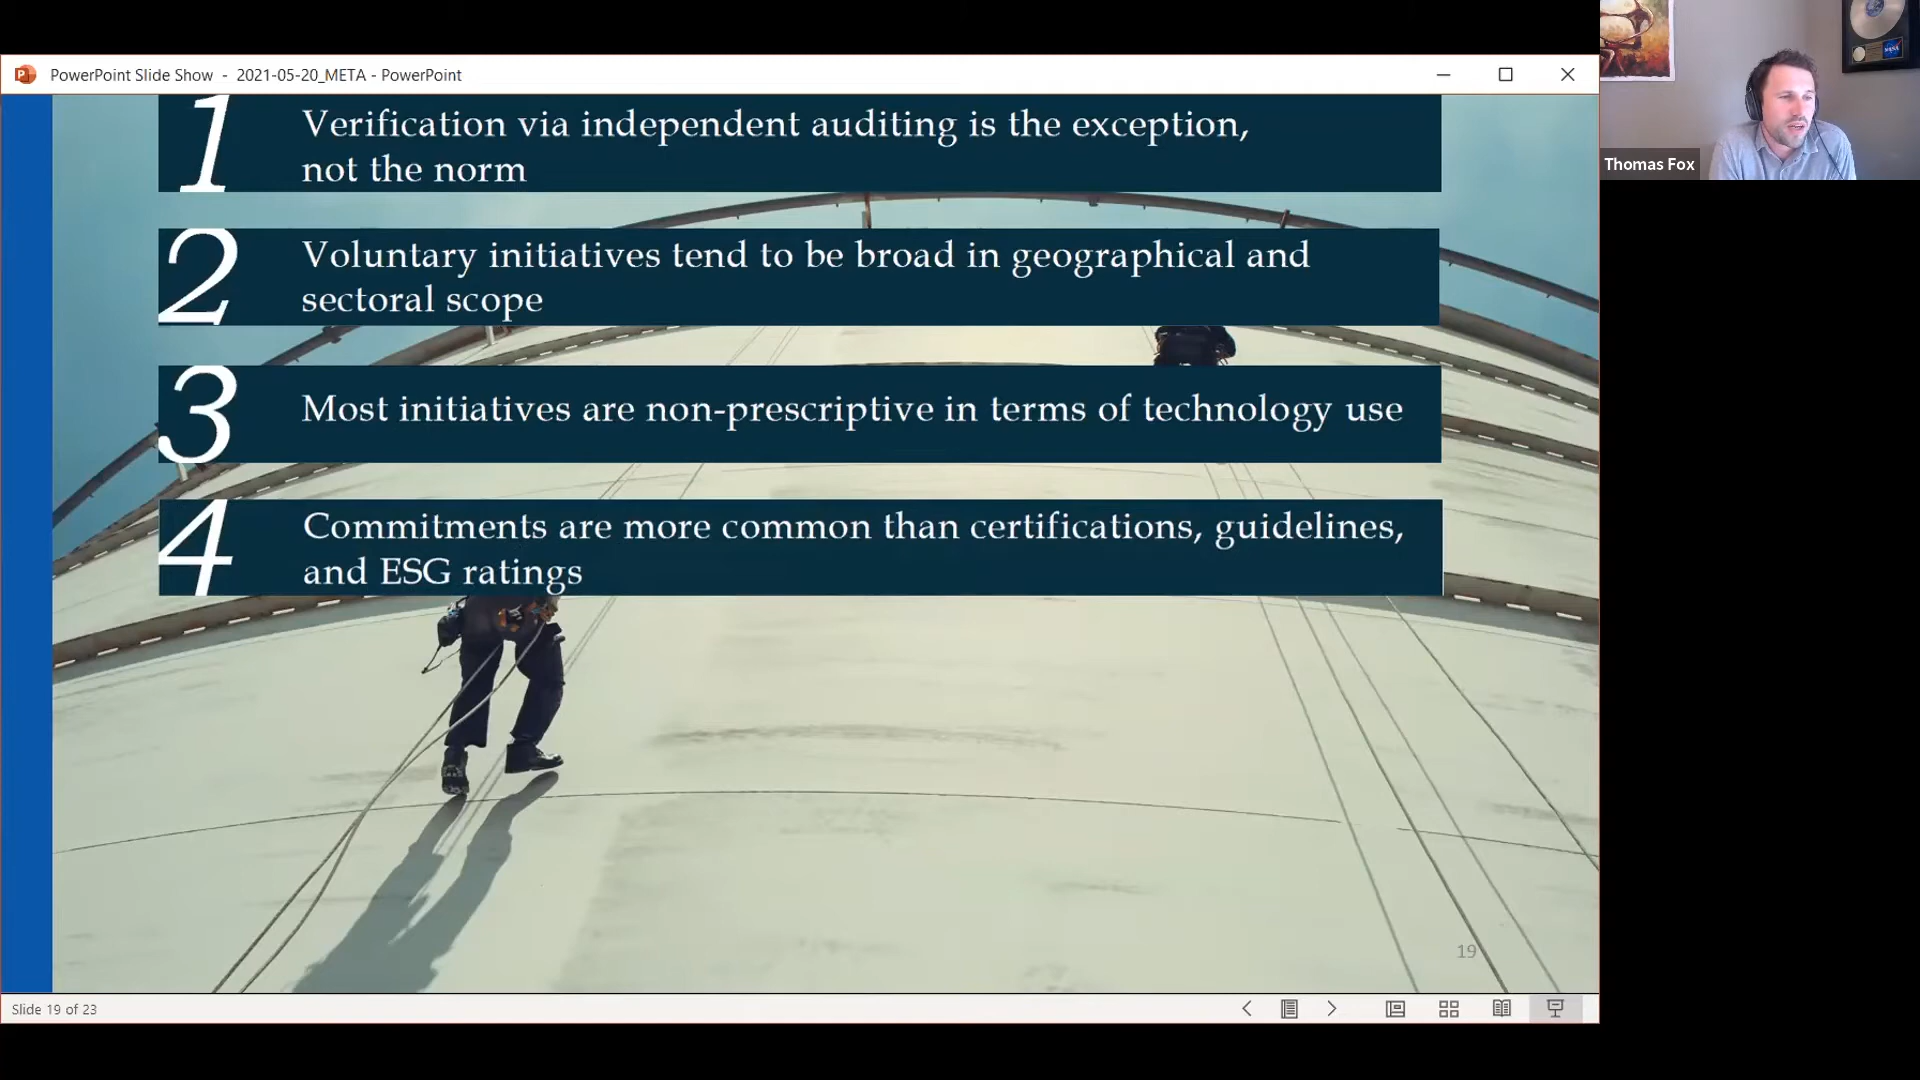 PowerPoint Slide Show - 2021-05-20_META - PowerPoint
Thomas Fox
1
Verification via independent auditing is the exception,
not the norm
2
Voluntary initiatives tend to be broad in geographical and
sectoral scope
3
Most initiatives are non-prescriptive in terms of technology use
4
Commitments are more common than certifications, guidelines,
and ESG ratings
19
Slide 19 of 23